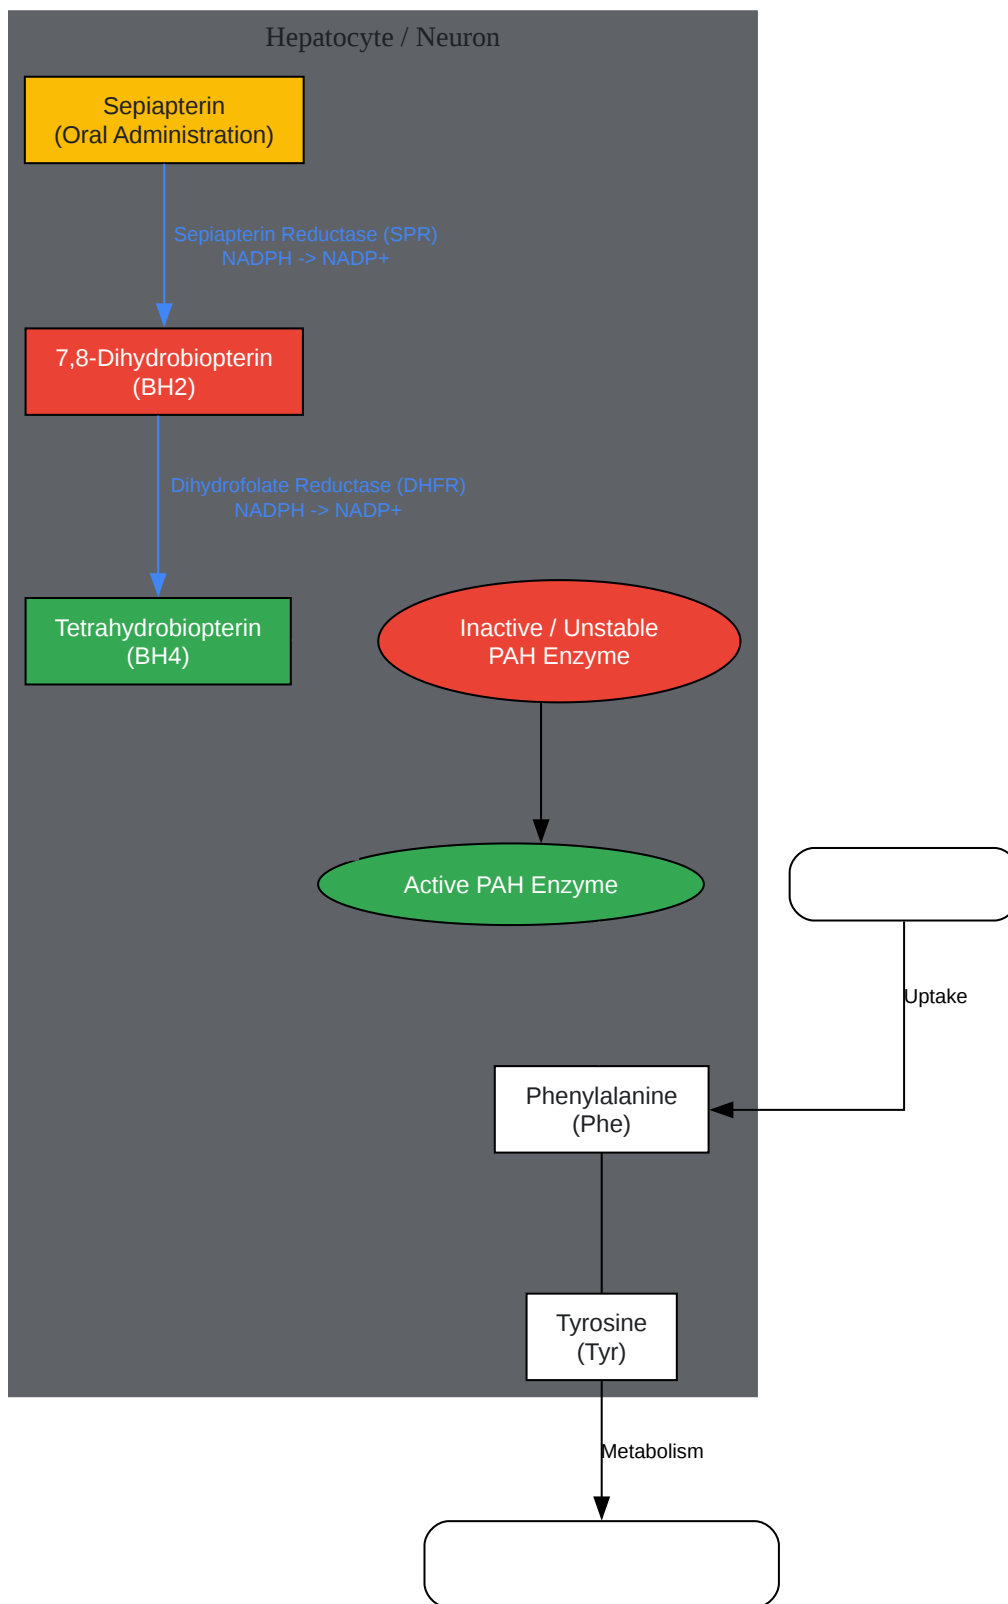 Hepatocyte / Neuron
Sepiapterin
(Oral Administration)
Sepiapterin Reductase (SPR)
NADPH -> NADP+
7,8-Dihydrobiopterin
(BH2)
Dihydrofolate Reductase (DHFR)
NADPH -> NADP+
Tetrahydrobiopterin
(BH4)
Inactive / Unstable
PAH Enzyme
Active PAH Enzyme
Uptake
Phenylalanine
(Phe)
Tyrosine
(Tyr)
Metabolism